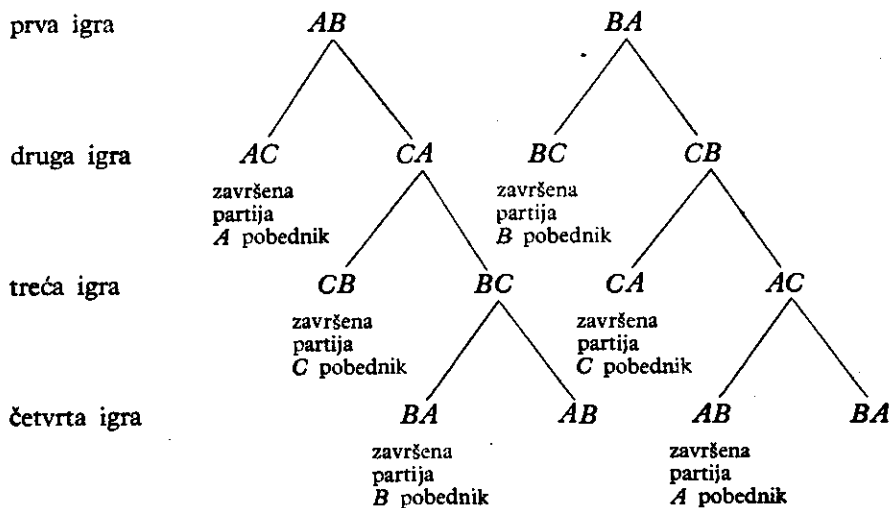 prva igra AB BA
druga igra AC CA BC CB
završena završena
partija partija
A pobednik B pobednik
treća igra CB BC CA AC
završena završena
partija partija
C pobednik C pobednik
četvrta igra BA AB AB BA
završena završena
partija partija
B pobednik A pobednik